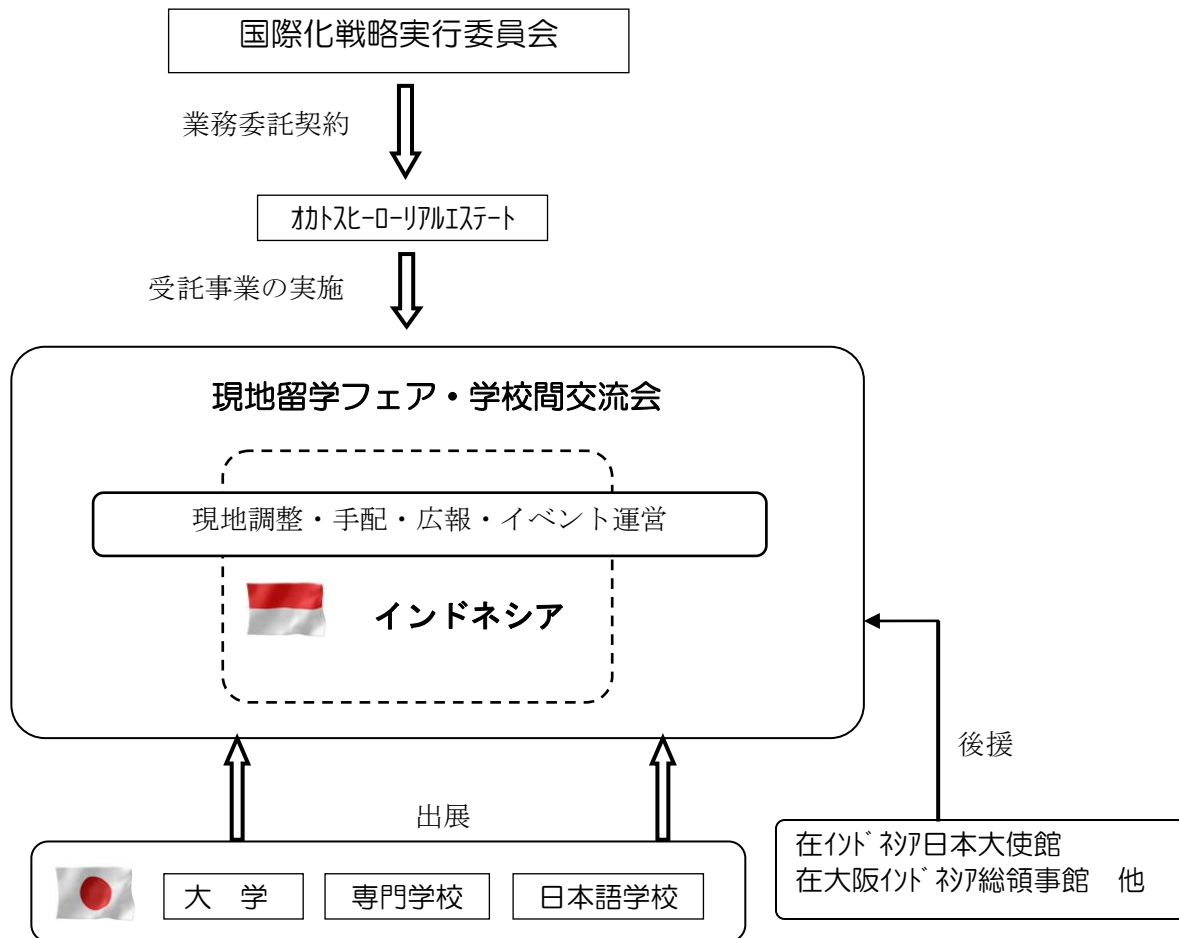 国際化戦略実行委員会
業務委託契約
ｵｶﾄｽﾋｰﾛｰﾘｱﾙｴｽﾃｰﾄ
受託事業の実施
現地留学フェア・学校間交流会
現地調整・手配・広報・イベント運営
インドネシア
後援
出展
在ｲﾝﾄﾞﾈｼｱ日本大使館
在大阪ｲﾝﾄﾞﾈｼｱ総領事館　他
大　学
専門学校
日本語学校